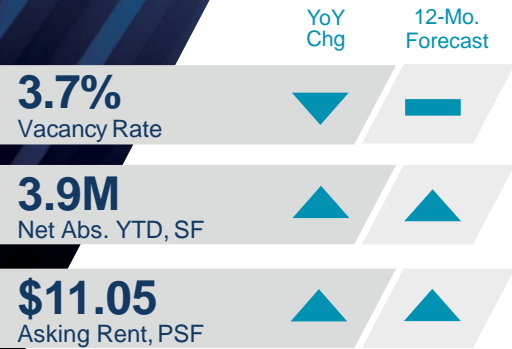 YoY
Chg
12-Mo.
Forecast
3.7%
Vacancy Rate
3.9M
Net Abs. YTD, SF
$11.05
Asking Rent, PSF